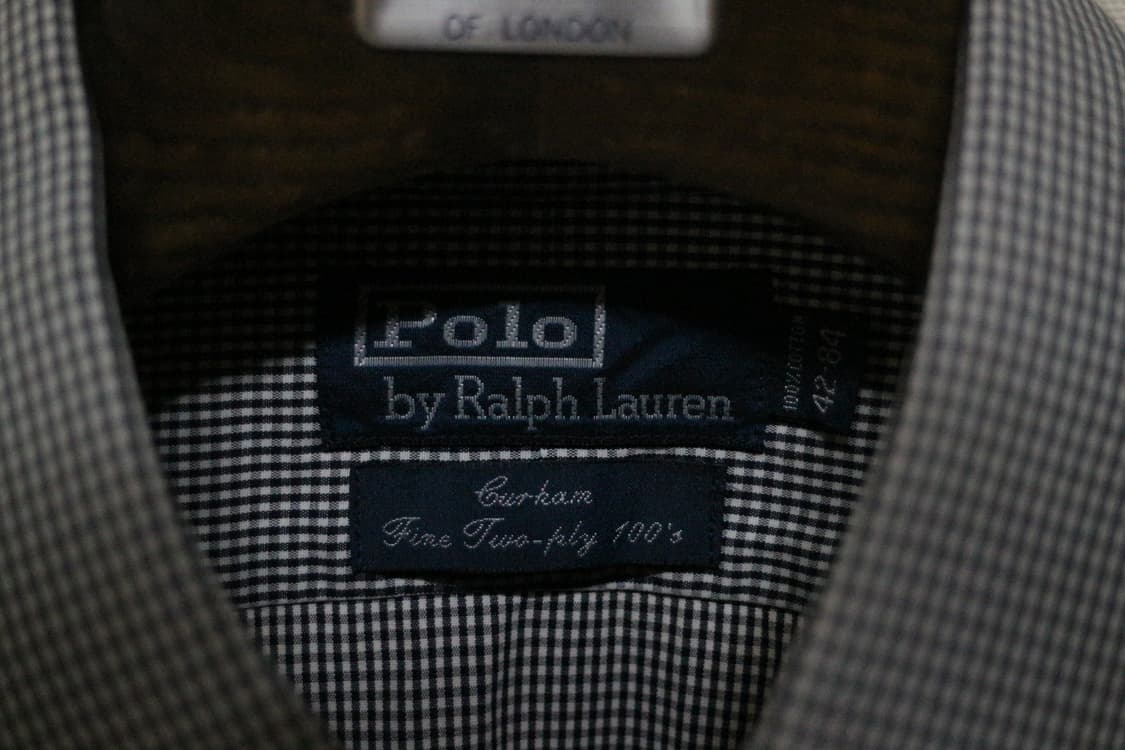 OF LONDON
Polo
by Ralph Lauren
100% COTTON
42-84
Curham
Fine Two-ply 100's